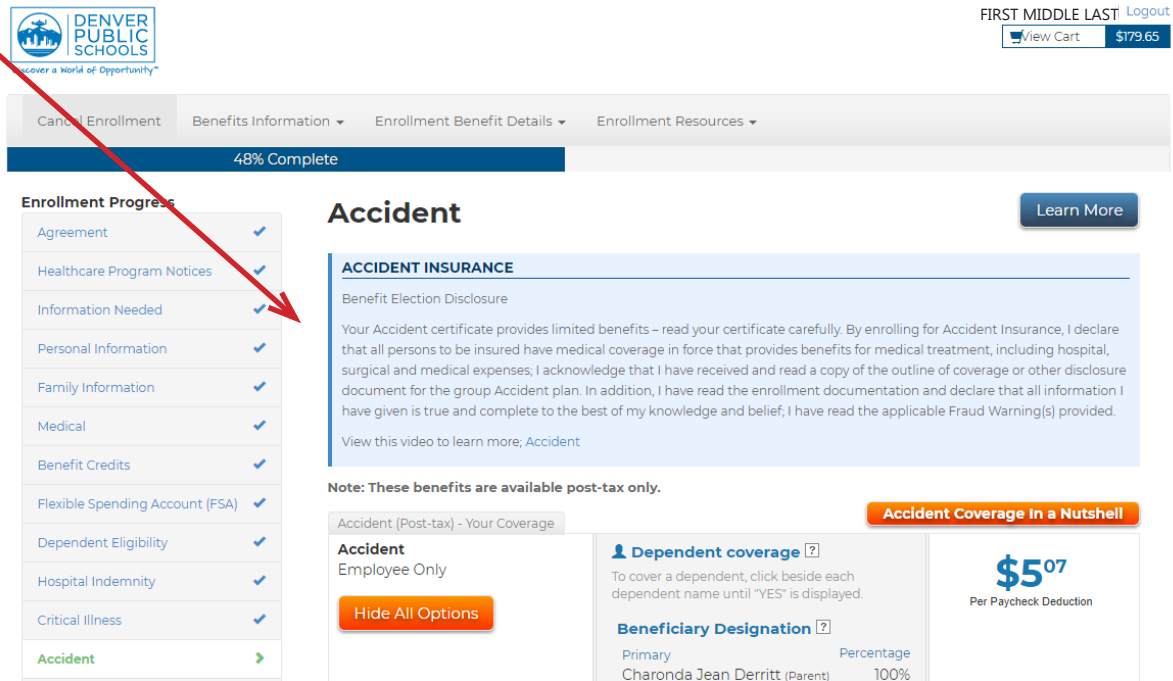 DENVER
PUBLIC
SCHOOLS
iscover a World of Opportunity™
FIRST MIDDLE LAST Logout
View Cart $179.65
Cancel Enrollment Benefits Information Enrollment Benefit Details Enrollment Resources
48% Complete
Enrollment Progress
Agreement
Healthcare Program Notices
Information Needed
Personal Information
Family Information
Medical
Benefit Credits
Flexible Spending Account (FSA)
Dependent Eligibility
Hospital Indemnity
Critical Illness
Accident
Accident
Learn More
ACCIDENT INSURANCE
Benefit Election Disclosure
Your Accident certificate provides limited benefits – read your certificate carefully. By enrolling for Accident Insurance, I declare
that all persons to be insured have medical coverage in force that provides benefits for medical treatment, including hospital,
surgical and medical expenses; I acknowledge that I have received and read a copy of the outline of coverage or other disclosure
document for the group Accident plan. In addition, I have read the enrollment documentation and declare that all information I
have given is true and complete to the best of my knowledge and belief; I have read the applicable Fraud Warning(s) provided.
View this video to learn more; Accident
Note: These benefits are available post-tax only.
Accident Coverage In a Nutshell
Accident (Post-tax) - Your Coverage
Accident
Employee Only
Hide All Options
Dependent coverage ?
To cover a dependent, click beside each
dependent name until "YES" is displayed.
Beneficiary Designation ?
Primary Percentage
Charonda Jean Derritt (Parent) 100%
$5 07
Per Paycheck Deduction